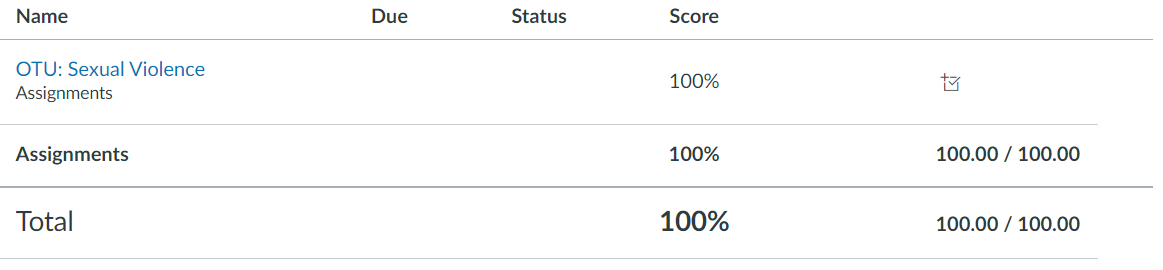 Name Due Status Score
OTU: Sexual Violence
Assignments
100%
Assignments 100% 100.00 / 100.00
Total 100% 100.00 / 100.00